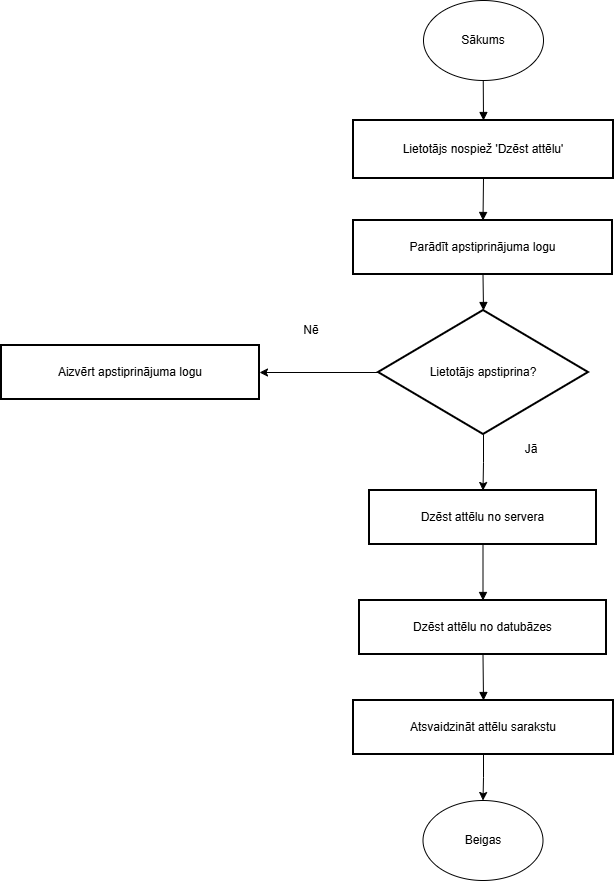 Sākums
Lietotājs nospiež 'Dzēst attēlu'
Parādīt apstiprinājuma logu
Nē
Aizvērt apstiprinājuma logu
Lietotājs apstiprina?
Jā
Dzēst attēlu no servera
Dzēst attēlu no datubāzes
Atsvaidzināt attēlu sarakstu
Beigas